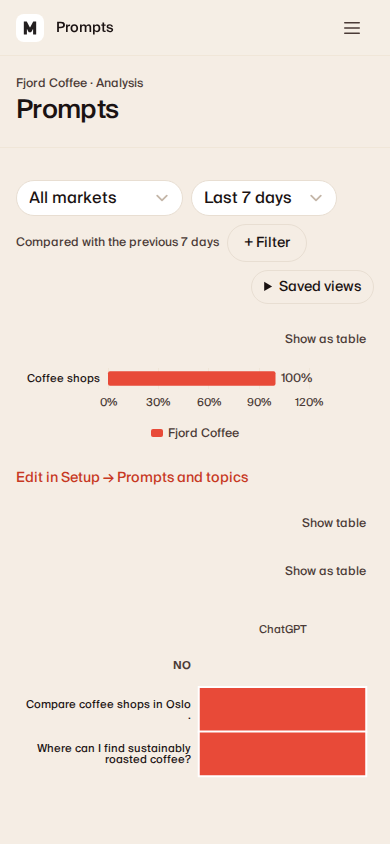 M Prompts
Fjord Coffee · Analysis
Prompts
All markets
Last 7 days
Compared with the previous 7 days
+ Filter
▶ Saved views
Show as table
Coffee shops
100%
0% 30% 60% 90% 120%
Fjord Coffee
Edit in Setup → Prompts and topics
Show table
Show as table
ChatGPT
NO
Compare coffee shops in Oslo
.
Where can I find sustainably
roasted coffee?